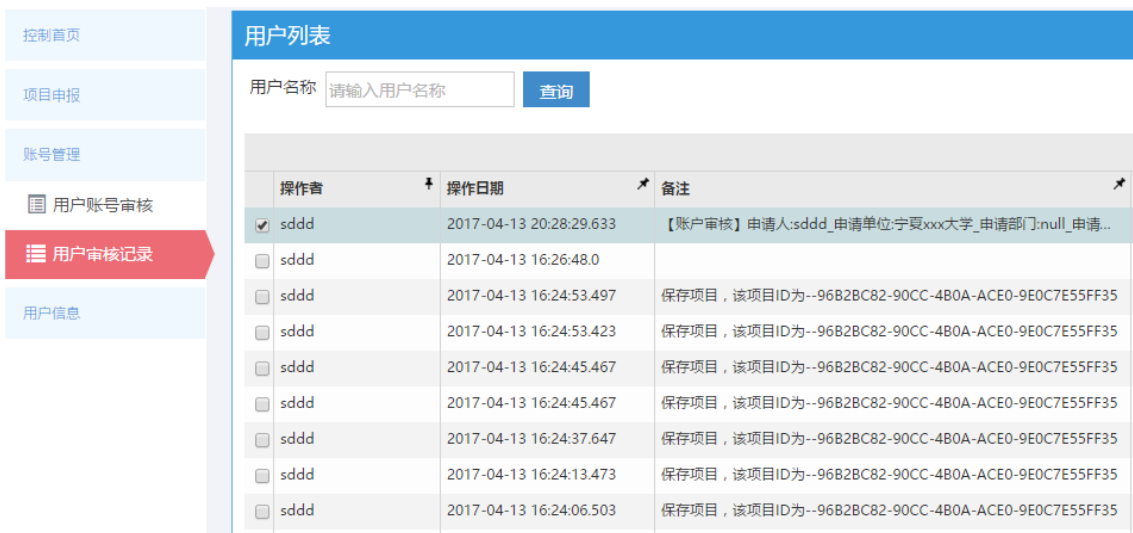 控制首页
项目申报
账号管理
用户账号审核
用户审核记录
用户信息
用户列表
用户名称 请输入用户名称 查询
操作者 操作日期 备注
sddd 2017-04-13 20:28:29.633 【账户审核】申请人:sddd_申请单位:宁夏xxx大学_申请部门:null_申请...
sddd 2017-04-13 16:26:48.0
sddd 2017-04-13 16:24:53.497 保存项目，该项目ID为--96B2BC82-90CC-4B0A-ACE0-9E0C7E55FF35
sddd 2017-04-13 16:24:53.423 保存项目，该项目ID为--96B2BC82-90CC-4B0A-ACE0-9E0C7E55FF35
sddd 2017-04-13 16:24:45.467 保存项目，该项目ID为--96B2BC82-90CC-4B0A-ACE0-9E0C7E55FF35
sddd 2017-04-13 16:24:45.467 保存项目，该项目ID为--96B2BC82-90CC-4B0A-ACE0-9E0C7E55FF35
sddd 2017-04-13 16:24:37.647 保存项目，该项目ID为--96B2BC82-90CC-4B0A-ACE0-9E0C7E55FF35
sddd 2017-04-13 16:24:13.473 保存项目，该项目ID为--96B2BC82-90CC-4B0A-ACE0-9E0C7E55FF35
sddd 2017-04-13 16:24:06.503 保存项目，该项目ID为--96B2BC82-90CC-4B0A-ACE0-9E0C7E55FF35